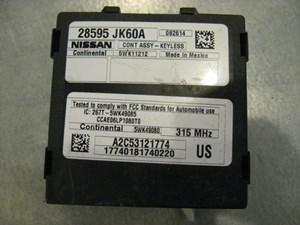 28595 JK60A 082614
NISSAN CONT ASSY-KEYLESS
Continental 5WK11212 Made in Mexico
Tested to comply with FCC Standards for Automobile use
IC: 267T-5WK49085
CCAE06LP1080T0
Continental 5WK49080 315 MHz
A2C53121774
17740181740220 US